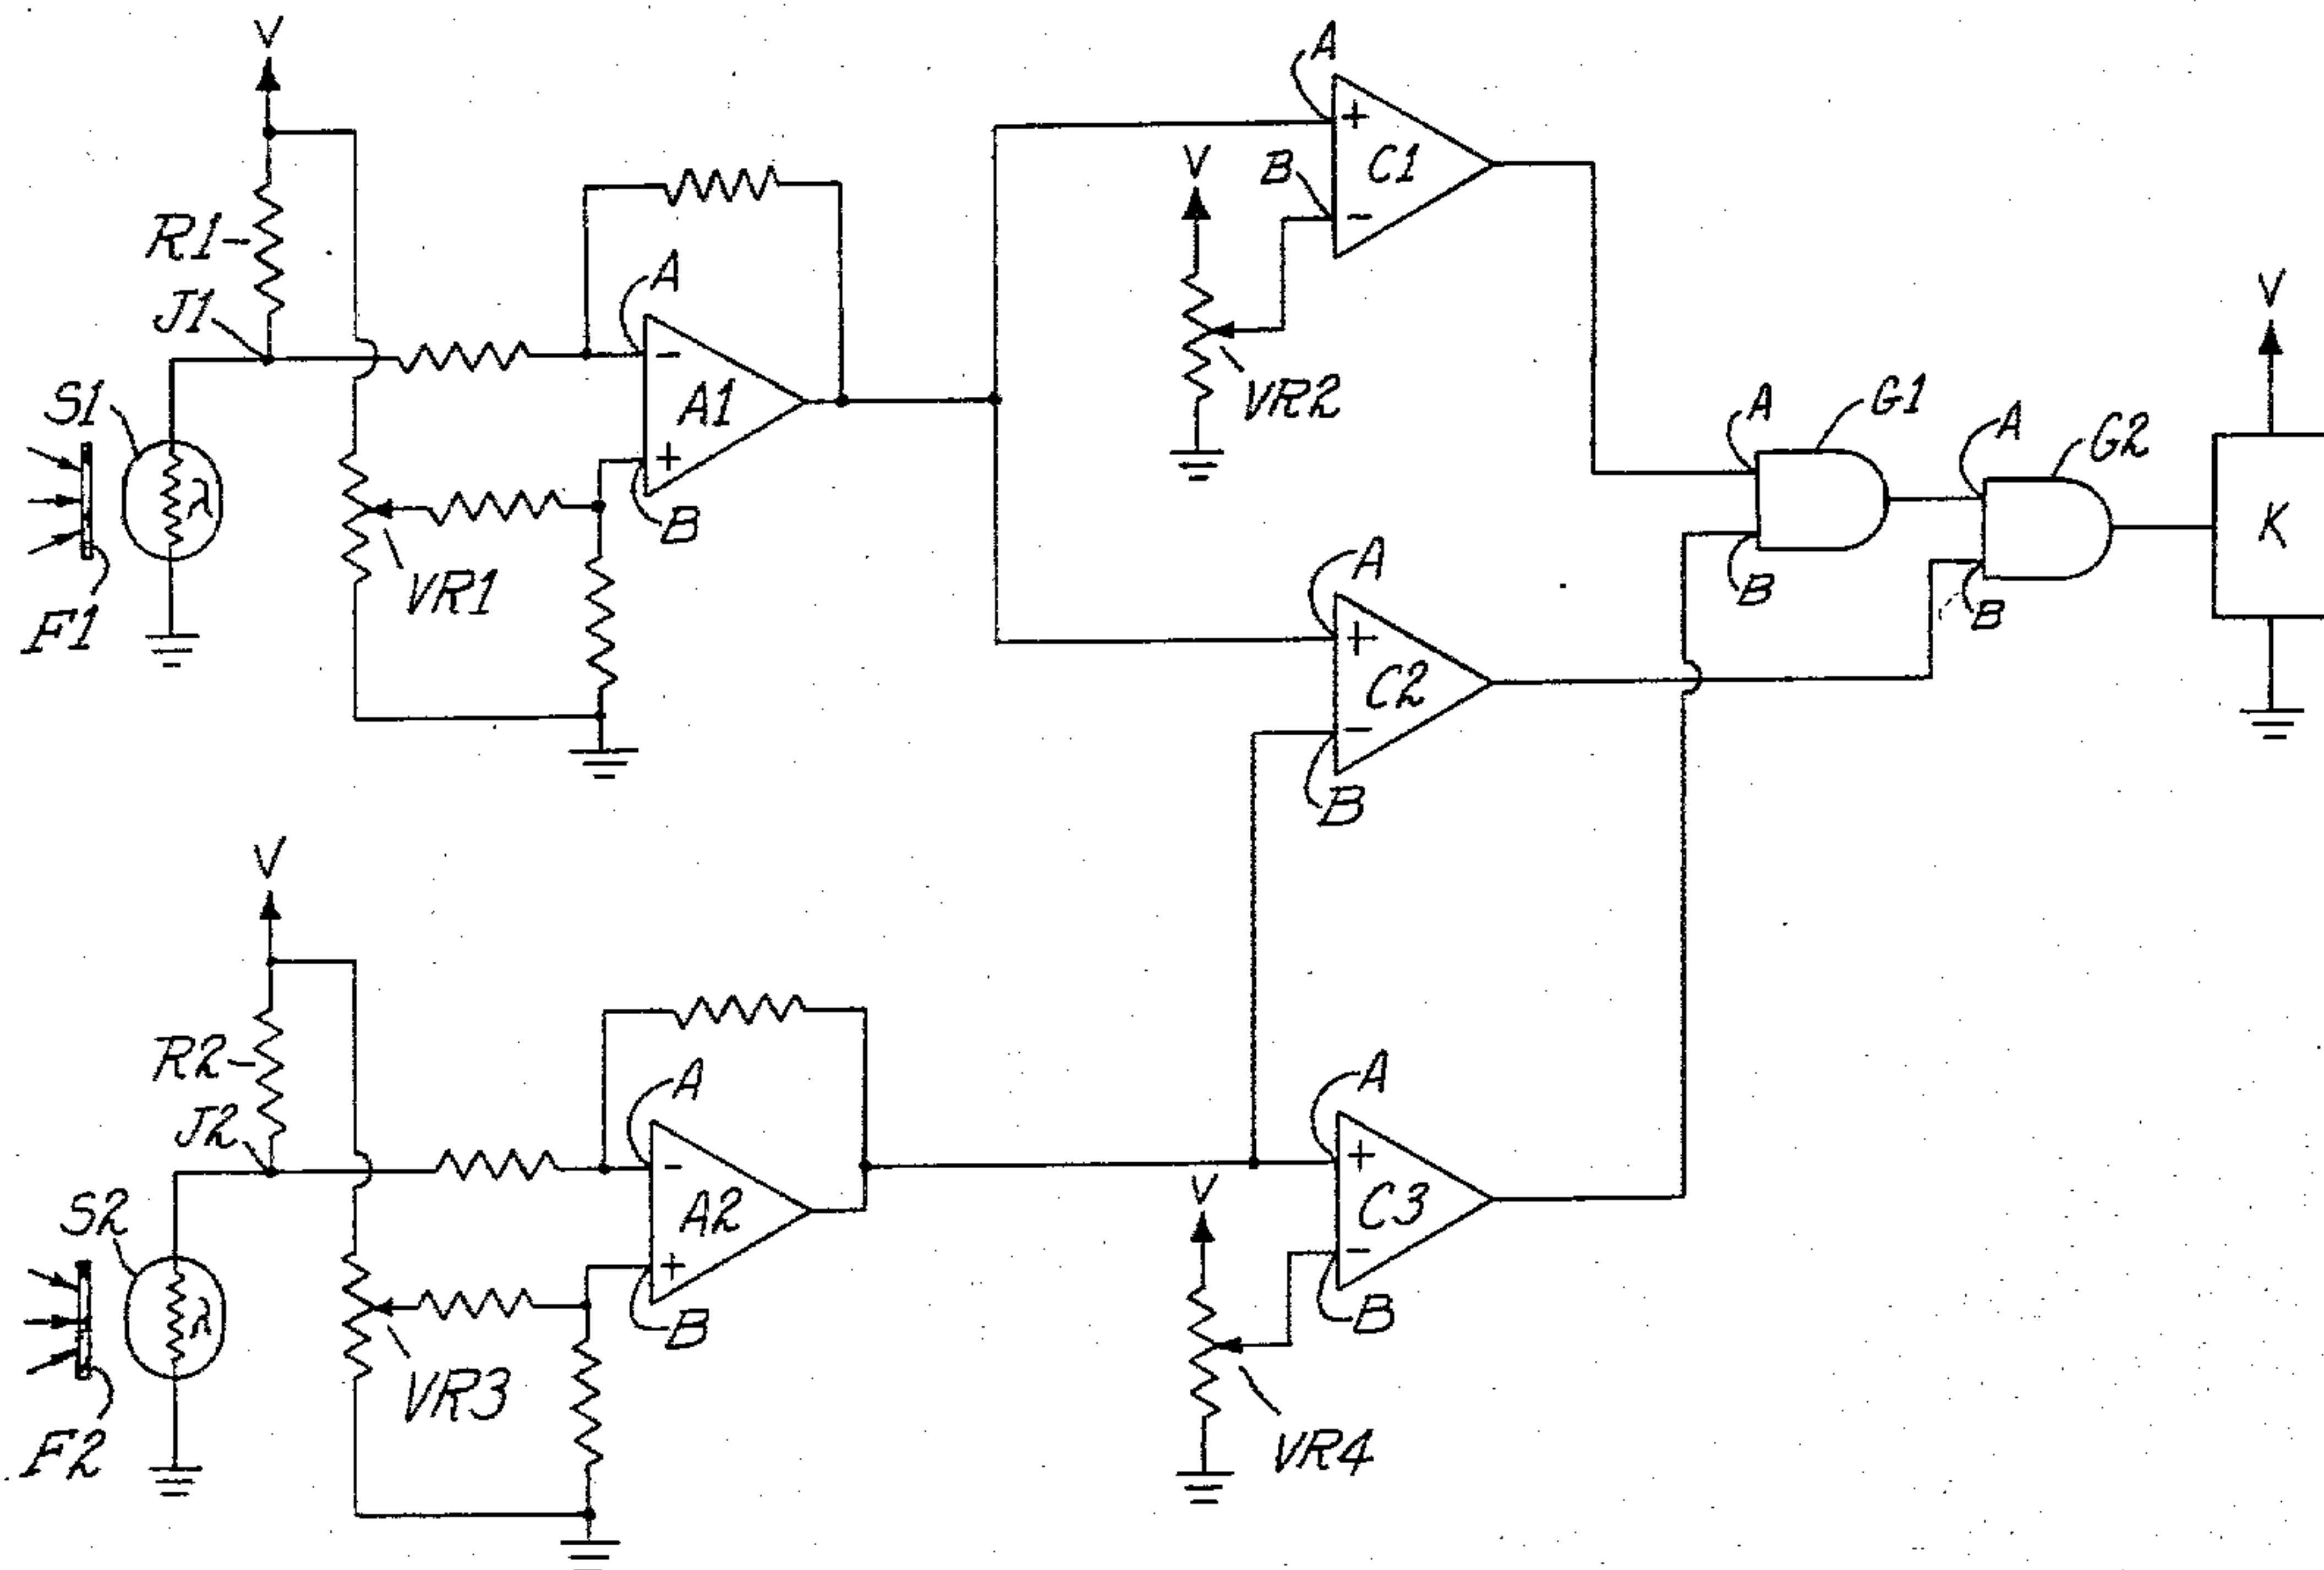 V
A
R1
J1
A
A1
B
S1
λ
F1
VR1
V
B
+
C1
-
VR2
-
+
A
G1
A
G2
B
B
V
K
A
+
C2
-
B
V
R2
J2
A
-
A2
+
B
S2
λ
F2
VR3
A
+
C3
-
B
V
VR4